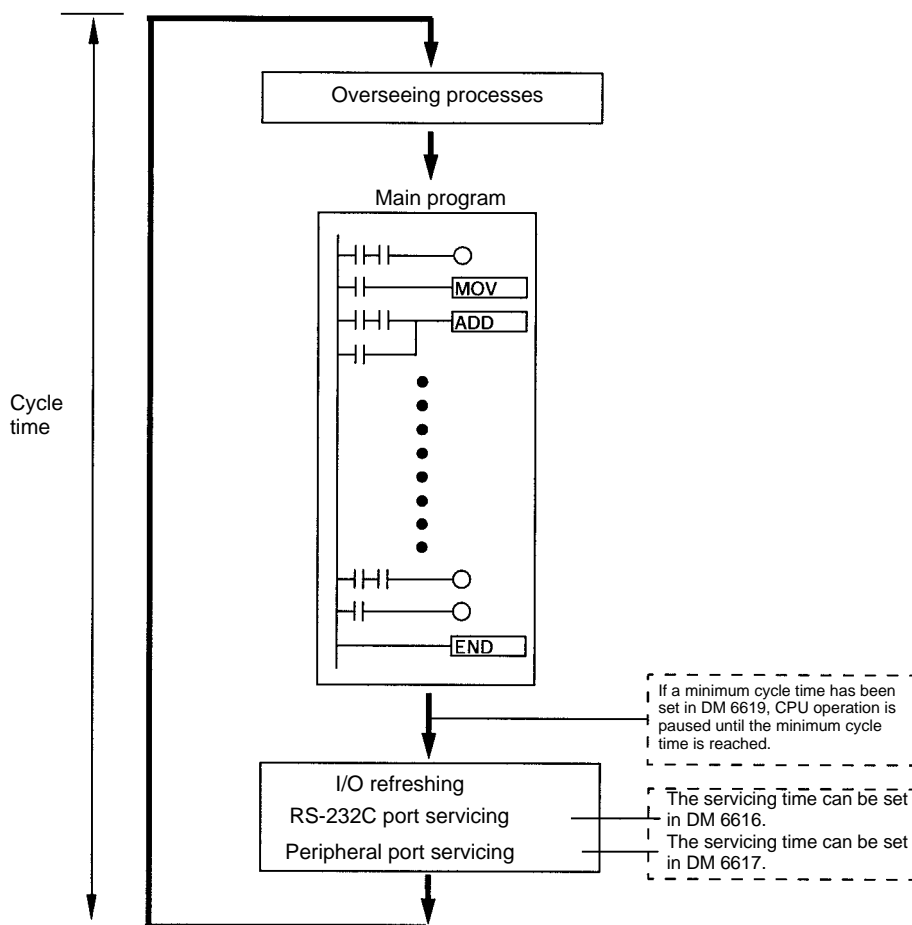 Overseeing processes
Main program
MOV
ADD
Cycle
time
END
If a minimum cycle time has been
set in DM 6619, CPU operation is
paused until the minimum cycle
time is reached.
I/O refreshing
RS-232C port servicing
Peripheral port servicing
The servicing time can be set
in DM 6616.
The servicing time can be set
in DM 6617.